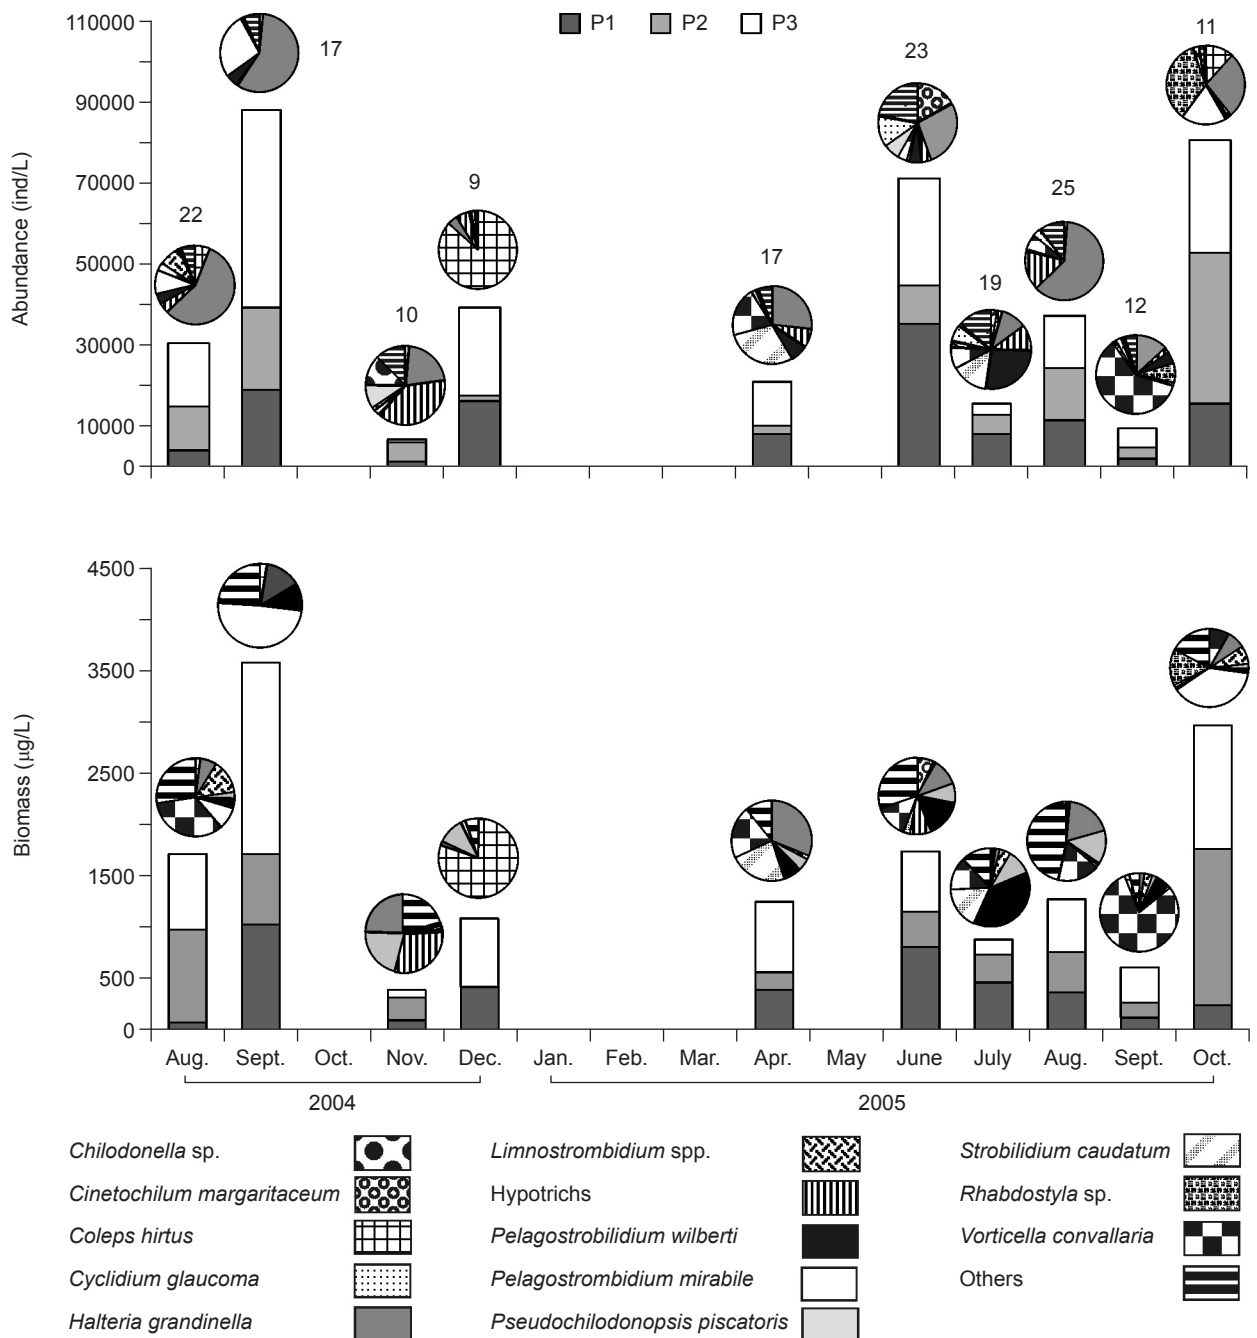 P1 P2 P3
Abundance (ind/L)
110000
90000
70000
50000
30000
10000
0
22
17
10
9
17
23
19
25
12
11
Biomass (µg/L)
4500
3500
2500
1500
500
0
Aug. Sept. Oct. Nov. Dec. Jan. Feb. Mar. Apr. May June July Aug. Sept. Oct.
2004 2005
Chilodonella sp.
Cinetochilum margaritaceum
Coleps hirtus
Cyclidium glaucoma
Halteria grandinella
Limnostrombidium spp.
Hypotrichs
Pelagostrobilidium wilberti
Pelagostrombidium mirabile
Pseudochilodonopsis piscatoris
Strobilidium caudatum
Rhabdostyla sp.
Vorticella convallaria
Others